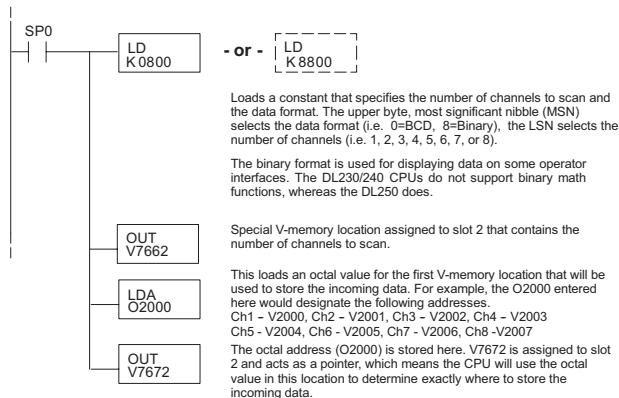 SP0
LD
K 0800
- or -
LD
K 8800
Loads a constant that specifies the number of channels to scan and
the data format. The upper byte, most significant nibble (MSN)
selects the data format (i.e. 0=BCD, 8=Binary), the LSN selects the
number of channels (i.e. 1, 2, 3, 4, 5, 6, 7, or 8).
The binary format is used for displaying data on some operator
interfaces. The DL230/240 CPUs do not support binary math
functions, whereas the DL250 does.
OUT
V7662
Special V-memory location assigned to slot 2 that contains the
number of channels to scan.
LDA
O2000
This loads an octal value for the first V-memory location that will be
used to store the incoming data. For example, the O2000 entered
here would designate the following addresses.
Ch1 - V2000, Ch2 - V2001, Ch3 - V2002, Ch4 - V2003
Ch5 - V2004, Ch6 - V2005, Ch7 - V2006, Ch8 -V2007
OUT
V7672
The octal address (O2000) is stored here. V7672 is assigned to slot
2 and acts as a pointer, which means the CPU will use the octal
value in this location to determine exactly where to store the
incoming data.